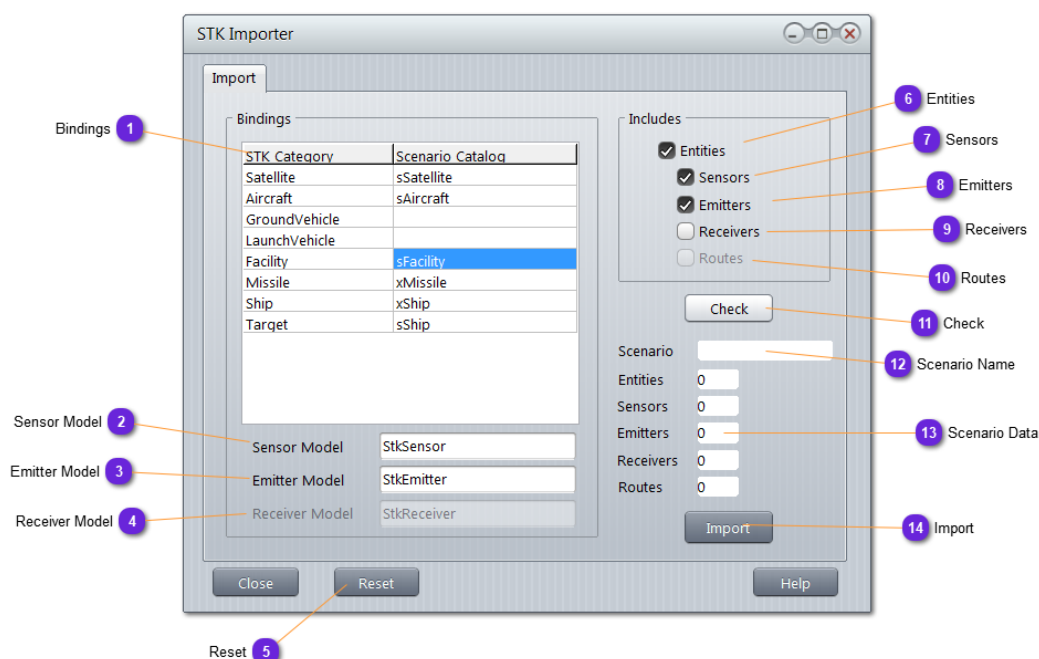 STK Importer
Import
Bindings
STK Category Scenario Catalog
Satellite sSatellite
Aircraft sAircraft
GroundVehicle
LaunchVehicle
Facility sFacility
Missile xMissile
Ship xShip
Target sShip
Sensor Model StkSensor
Emitter Model StkEmitter
Receiver Model StkReceiver
Includes
Entities
Sensors
Emitters
Receivers
Routes
Check
Scenario
Entities 0
Sensors 0
Emitters 0
Receivers 0
Routes 0
Import
Close Reset Help
Bindings 1
Sensor Model 2
Emitter Model 3
Receiver Model 4
Reset 5
6 Entities
7 Sensors
8 Emitters
9 Receivers
10 Routes
11 Check
12 Scenario Name
13 Scenario Data
14 Import